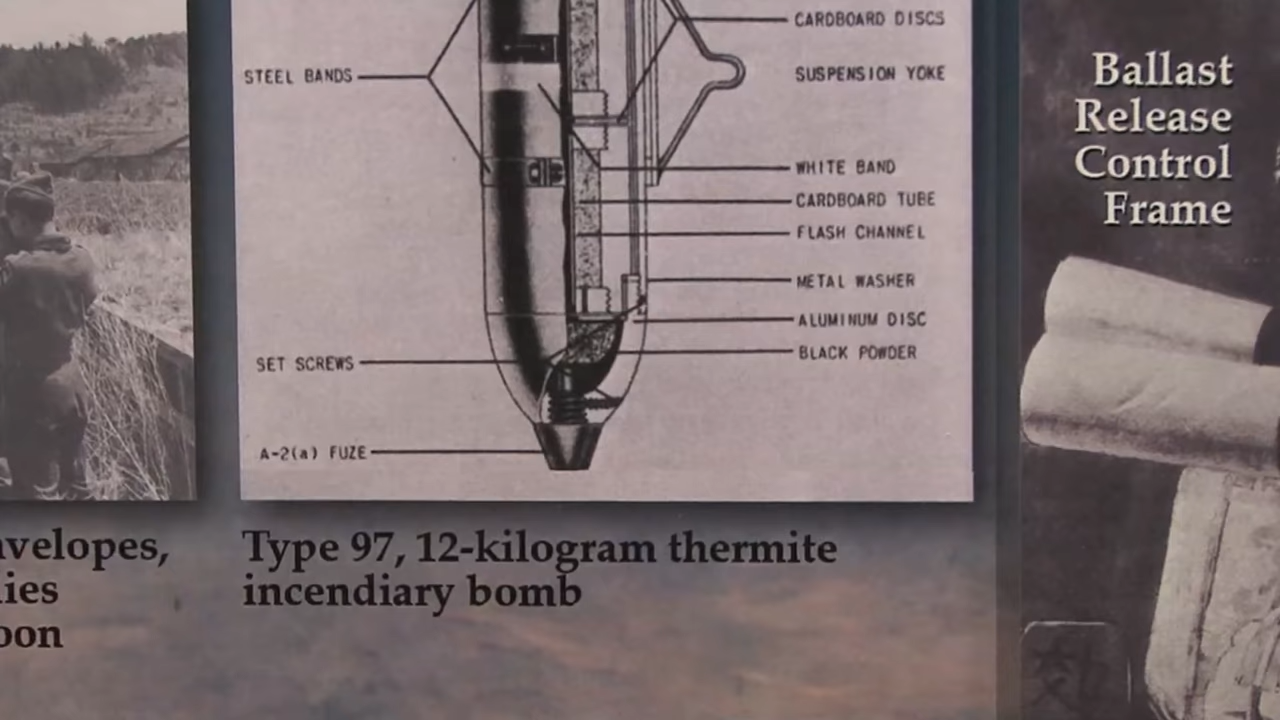 CARDBOARD DISCS
STEEL BANDS
SUSPENSION YOKE
WHITE BAND
CARDBOARD TUBE
FLASH CHANNEL
METAL WASHER
ALUMINUM DISC
BLACK POWDER
SET SCREWS
A-2(a) FUZE
nvelopes,
Type 97, 12-kilogram thermite
incendiary bomb
Ballast
Release
Control
Frame